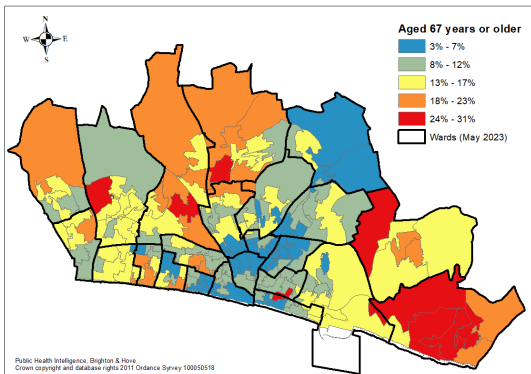 N
W E
S
Aged 67 years or older
3% - 7%
8% - 12%
13% - 17%
18% - 23%
24% - 31%
Wards (May 2023)
Public Health Intelligence, Brighton & Hove
Crown copyright and database rights 2011 Ordance Syrvey 100050518